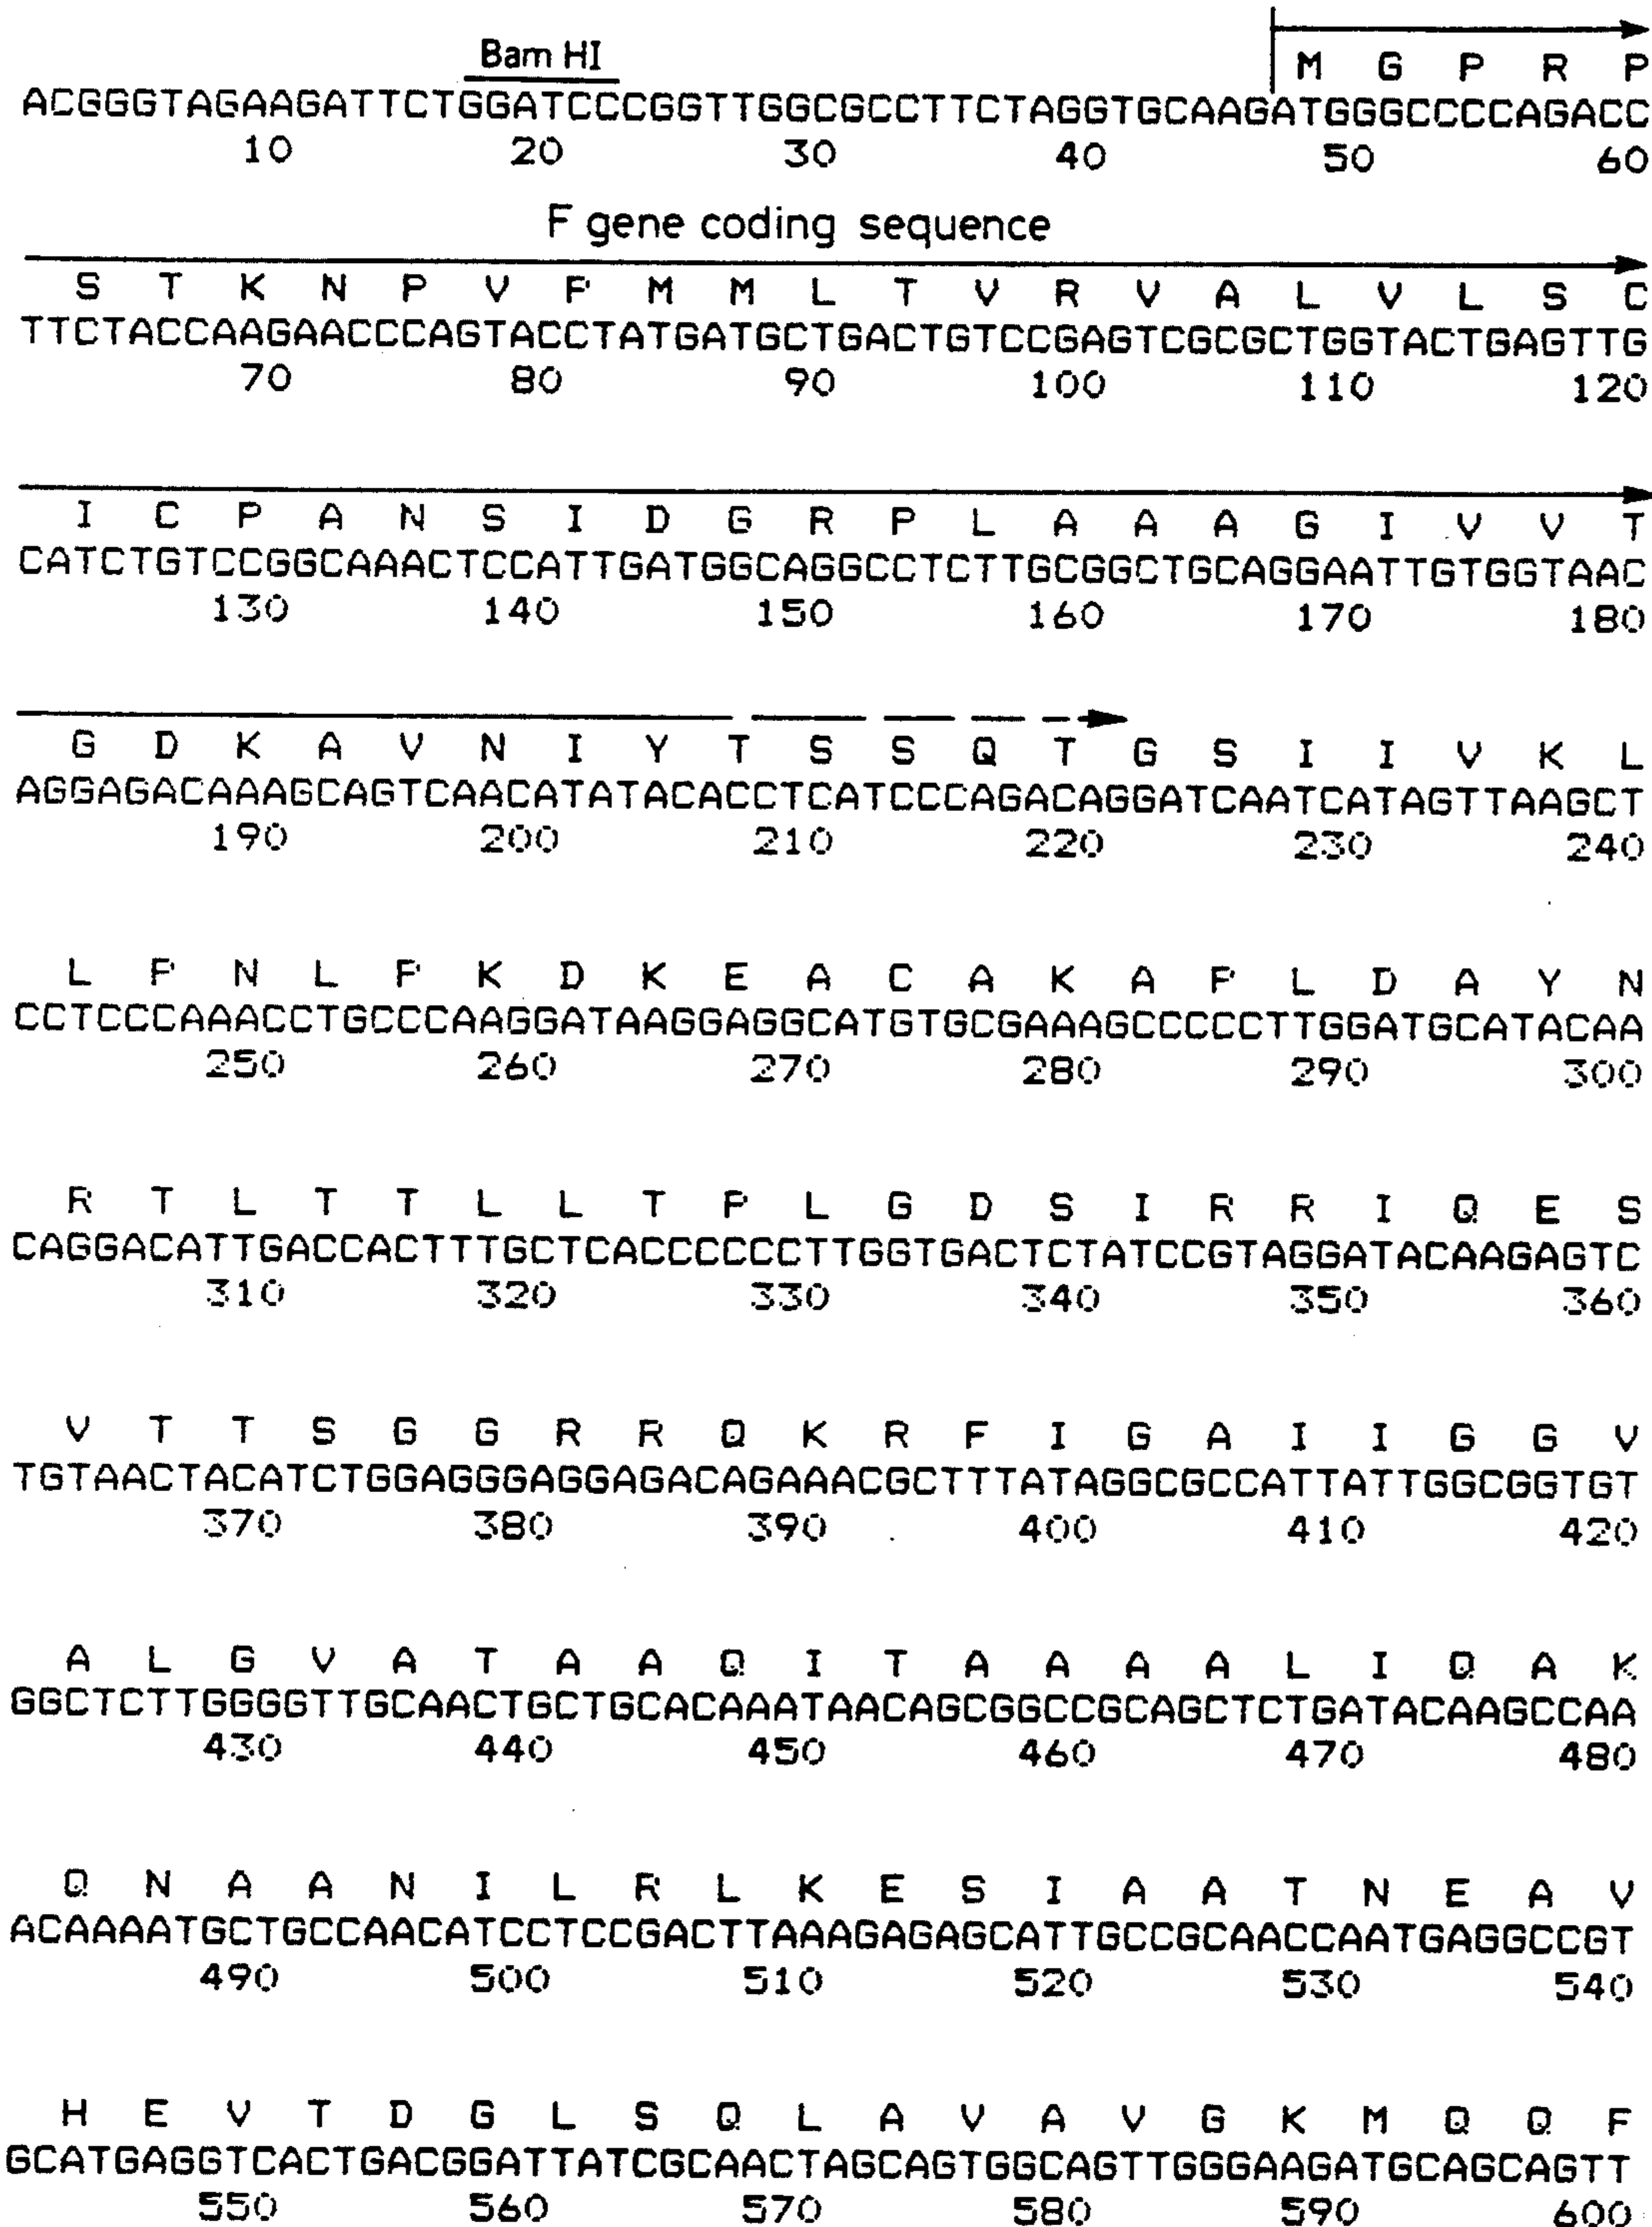 Bam HI
M G P R P
ACGGGTAGAAGATTCTGGATCCCGGTTGGCGCCTTCTAGGTGCAAGATGGGCCCCAGACC
10 20 30 40 50 60
F gene coding sequence
S T K N P V P M M L T V R V A L V L S C
TTCTACCAAGAACCCAGTACCTATGATGCTGACTGTCCGAGTCGCGCTGGTACTGAGTTG
70 80 90 100 110 120
I C P A N S I D G R P L A A A G I V V T
CATCTGTCCGGCAAACTCCATTGATGGCAGGCCTCTTGCGGCTGCAGGAATTGTGGTAAC
130 140 150 160 170 180
G D K A V N I Y T S S Q T G S I I V K L
AGGAGACAAAGCAGTCAACATATACACCTCATCCCAGACAGGATCAATCATAGTTAAGCT
190 200 210 220 230 240
L P N L P K D K E A C A K A P L D A Y N
CCTCCCAAACCTGCCCAAGGATAAGGAGGCATGTGCGAAAGCCCCCTTGGATGCATACAA
250 260 270 280 290 300
R T L T T L L T P L G D S I R R I Q E S
CAGGACATTGACCACTTTGCTCACCCCCCTTGGTGACTCTATCCGTAGGATACAAGAGTC
310 320 330 340 350 360
V T T S G G R R Q K R F I G A I I G G V
TGTAACTACATCTGGAGGGAGGAGACAGAAACGCTTTATAGGCGCCATTATTGGCGGTGT
370 380 390 400 410 420
A L G V A T A A Q I T A A A A L I Q A K
GGCTCTTGGGGTTGCAACTGCTGCACAAATAACAGCGGCCGCAGCTCTGATACAAGCCAA
430 440 450 460 470 480
Q N A A N I L R L K E S I A A T N E A V
ACAAAATGCTGCCAACATCCTCCGACTTAAAGAGAGCATTGCCGCAACCAATGAGGCCGT
490 500 510 520 530 540
H E V T D G L S Q L A V A V G K M Q Q F
GCATGAGGTCACTGACGGATTATCGCAACTAGCAGTGGCAGTTGGGAAGATGCAGCAGTT
550 560 570 580 590 600